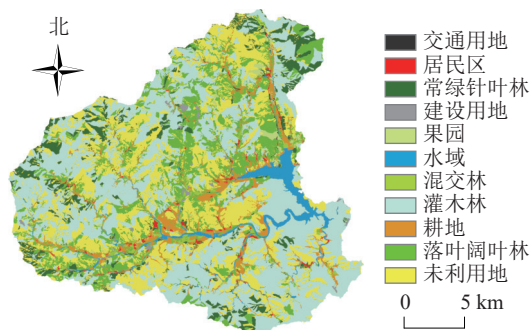 北
交通用地
居民区
常绿针叶林
建设用地
果园
水域
混交林
灌木林
耕地
落叶阔叶林
未利用地
0 5 km